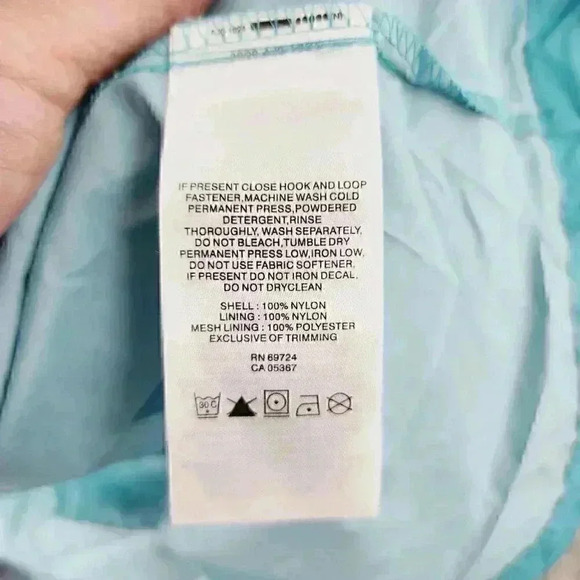 IF PRESENT CLOSE HOOK AND LOOP
FASTENER,MACHINE WASH COLD
PERMANENT PRESS,POWDERED
DETERGENT,RINSE
THOROUGHLY, WASH SEPARATELY,
DO NOT BLEACH,TUMBLE DRY
PERMANENT PRESS LOW,IRON LOW,
DO NOT USE FABRIC SOFTENER,
IF PRESENT DO NOT IRON DECAL,
DO NOT DRYCLEAN
SHELL : 100% NYLON
LINING : 100% NYLON
MESH LINING : 100% POLYESTER
EXCLUSIVE OF TRIMMING
RN 69724
CA 05367
30 C